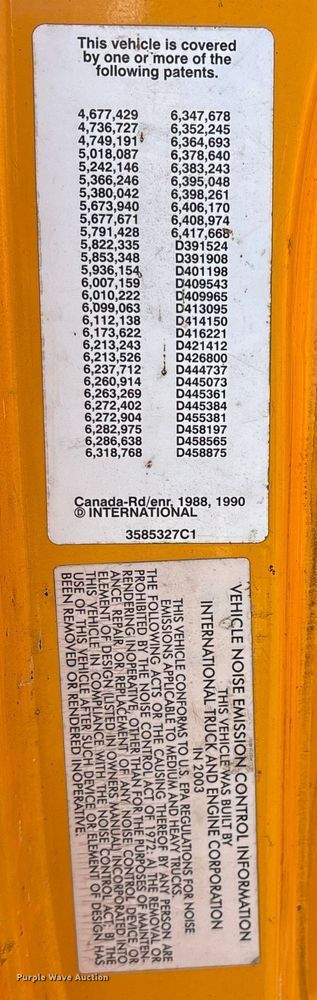 This vehicle is covered
by one or more of the
following patents.
4,677,429 6,347,678
4,736,727 6,352,245
4,749,191 6,364,693
5,018,087 6,378,640
5,242,146 6,383,243
5,366,246 6,395,048
5,380,042 6,398,261
5,673,940 6,406,170
5,677,671 6,408,974
5,791,428 6,417,668
5,822,335 D391524
5,853,348 D391908
5,936,154 D401198
6,007,159 D409543
6,010,222 D409965
6,099,063 D413095
6,112,138 D414150
6,173,622 D416221
6,213,243 D421412
6,213,526 D426800
6,237,712 D444737
6,260,914 D445073
6,263,269 D445361
6,272,402 D445384
6,272,904 D455381
6,282,975 D458197
6,286,638 D458565
6,318,768 D458875
Canada-Rd/enr. 1988, 1990
© INTERNATIONAL
3585327C1
VEHICLE NOISE EMISSION CONTROL INFORMATION
THIS VEHICLE WAS BUILT BY
INTERNATIONAL TRUCK AND ENGINE CORPORATION
IN 2003
THIS VEHICLE CONFORMS TO U.S. EPA REGULATIONS FOR NOISE
EMISSIONS APPLICABLE TO MEDIUM AND HEAVY TRUCKS.
THE FOLLOWING ACTS OR THE CAUSING THEREOF BY ANY PERSON ARE
PROHIBITED BY THE NOISE CONTROL ACT OF 1972: A) THE REMOVAL OR
RENDERING INOPERATIVE, OTHER THAN FOR THE PURPOSES OF MAINTEN-
ANCE, REPAIR, OR REPLACEMENT, OF ANY NOISE CONTROL DEVICE OR
ELEMENT OF DESIGN (LISTED IN OWNERS MANUAL) INCORPORATED INTO
THIS VEHICLE IN COMPLIANCE WITH THE NOISE CONTROL ACT; B) THE
USE OF THIS VEHICLE AFTER SUCH DEVICE OR ELEMENT OF DESIGN HAS
BEEN REMOVED OR RENDERED INOPERATIVE.
Purple Wave Auction